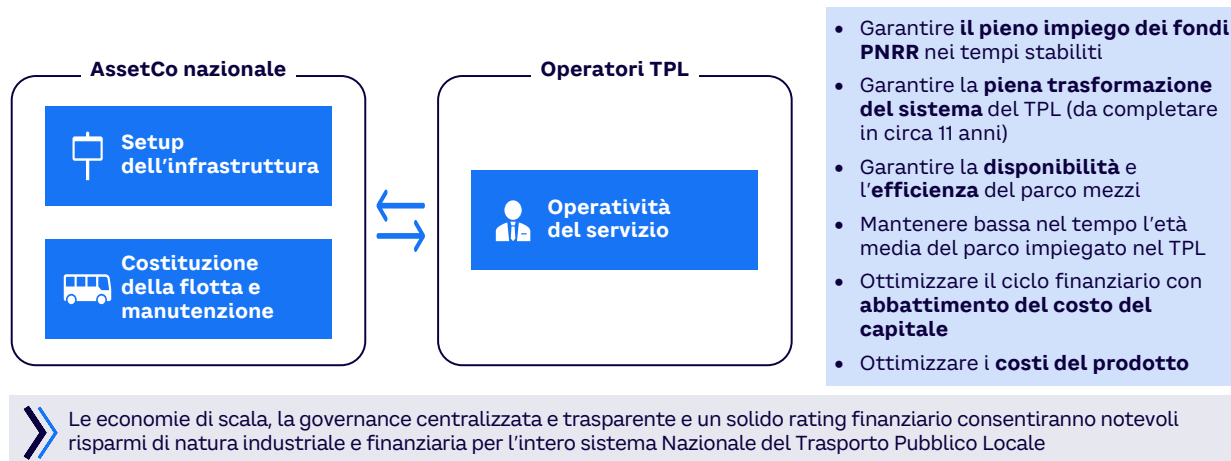 AssetCo nazionale
Setup
dell'infrastruttura
Costituzione
della flotta e
manutenzione
Operatori TPL
Operatività
del servizio
• Garantire il pieno impiego dei fondi
PNRR nei tempi stabiliti
• Garantire la piena trasformazione
del sistema del TPL (da completare
in circa 11 anni)
• Garantire la disponibilità e
l'efficienza del parco mezzi
• Mantenere bassa nel tempo l'età
media del parco impiegato nel TPL
• Ottimizzare il ciclo finanziario con
abbattimento del costo del
capitale
• Ottimizzare i costi del prodotto
Le economie di scala, la governance centralizzata e trasparente e un solido rating finanziario consentiranno notevoli
risparmi di natura industriale e finanziaria per l'intero sistema Nazionale del Trasporto Pubblico Locale